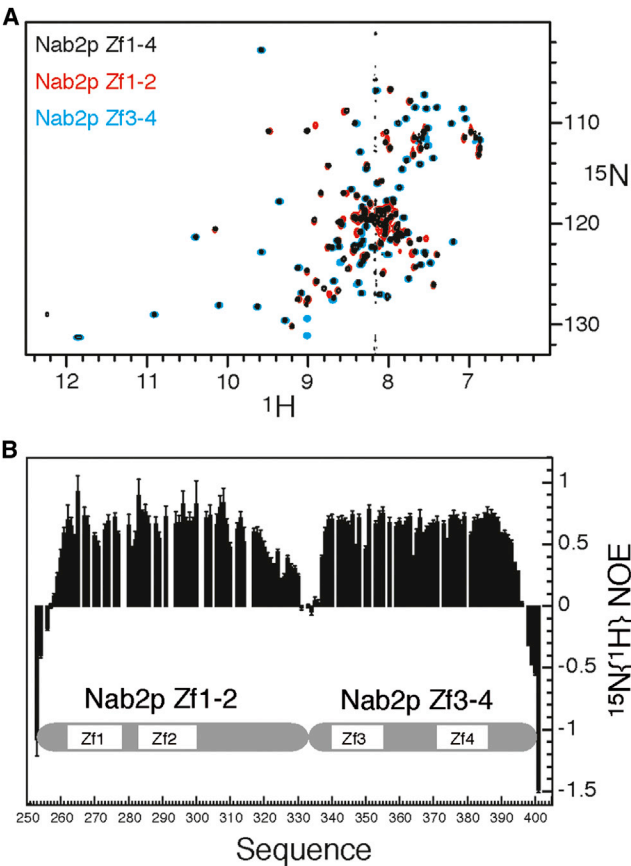 A
Nab2p Zf1-4
Nab2p Zf1-2
Nab2p Zf3-4
110
15N
120
130
12 11 10 9 8 7
1H
B
1
0.5
0
-0.5
-1
-1.5
15N{1H} NOE
Nab2p Zf1-2 Nab2p Zf3-4
Zf1 Zf2 Zf3 Zf4
250 260 270 280 290 300 310 320 330 340 350 360 370 380 390 400
Sequence